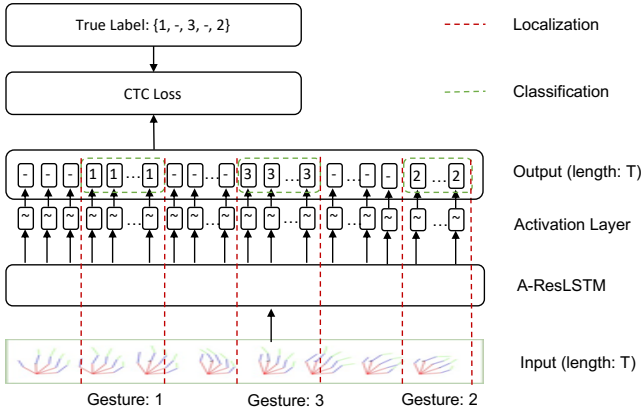 True Label: {1, -, 3, -, 2}
Localization
CTC Loss
Classification
- - - 1 1 ... 1 - - ... - 3 3 ... 3 - ... - - 2 ... 2 Output (length: T)
~ ~ ~ ~ ~ ... ~ ~ ~ ... ~ ~ ~ ... ~ ~ ... ~ ~ ~ ... ~ Activation Layer
A-ResLSTM
Input (length: T)
Gesture: 1 Gesture: 3 Gesture: 2